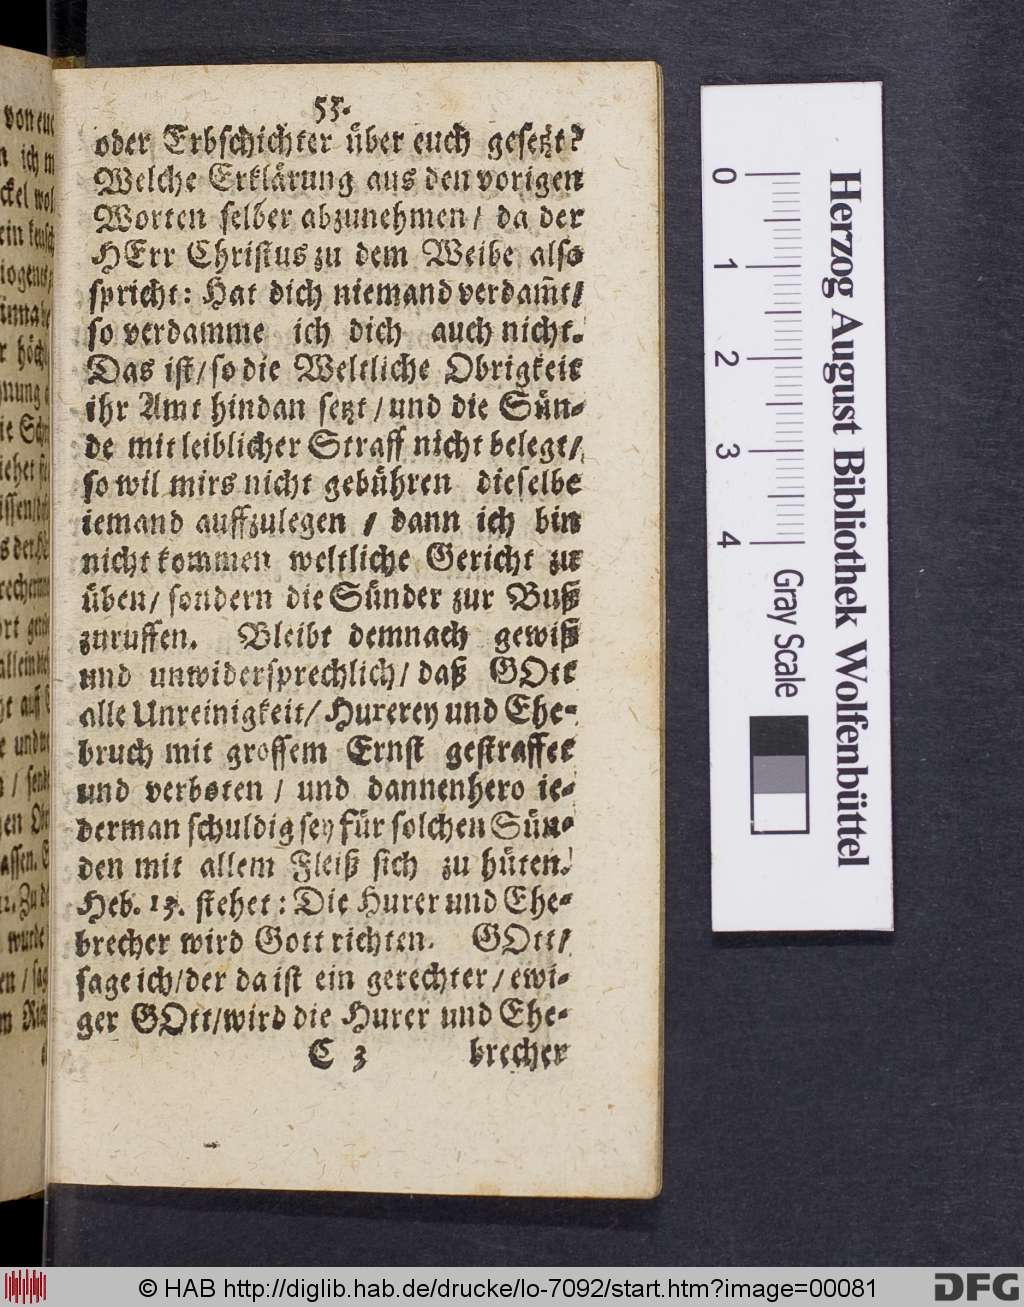 55.
oder Erbschichter über euch gesetzt?
Welche Erklärung aus den vorigen
Worten selber abzunehmen / da der
HErr Christus zu dem Weibe also
spricht: Hat dich niemand verdam̃t/
so verdamme ich dich auch nicht.
Das ist / so die Weltliche Obrigkeit
ihr Amt hindan setzt / und die Sün-
de mit leiblicher Straff nicht belegt /
so wil mirs nicht gebühren dieselbe
iemand auffzulegen / dann ich bin
nicht kommen weltliche Gericht zu
üben / sondern die Sünder zur Buß
zuruffen. Bleibt demnach gewiß
und unwidersprechlich / daß GOtt
alle Unreinigkeit / Hurerey und Ehe-
bruch mit grossem Ernst gestraffet
und verboten / und dannenhero ie-
derman schuldig sey für solchen Sün-
den mit allem Fleiß sich zu hüten.
Heb. 13. stehet: Die Hurer und Ehe-
brecher wird Gott richten. GOtt /
sage ich / der da ist ein gerechter / ewi-
ger GOtt / wird die Hurer und Ehe-
C 3 brecher
0 1 2 3 4
Gray Scale
Herzog August Bibliothek Wolfenbüttel
© HAB http://diglib.hab.de/drucke/lo-7092/start.htm?image=00081
DFG